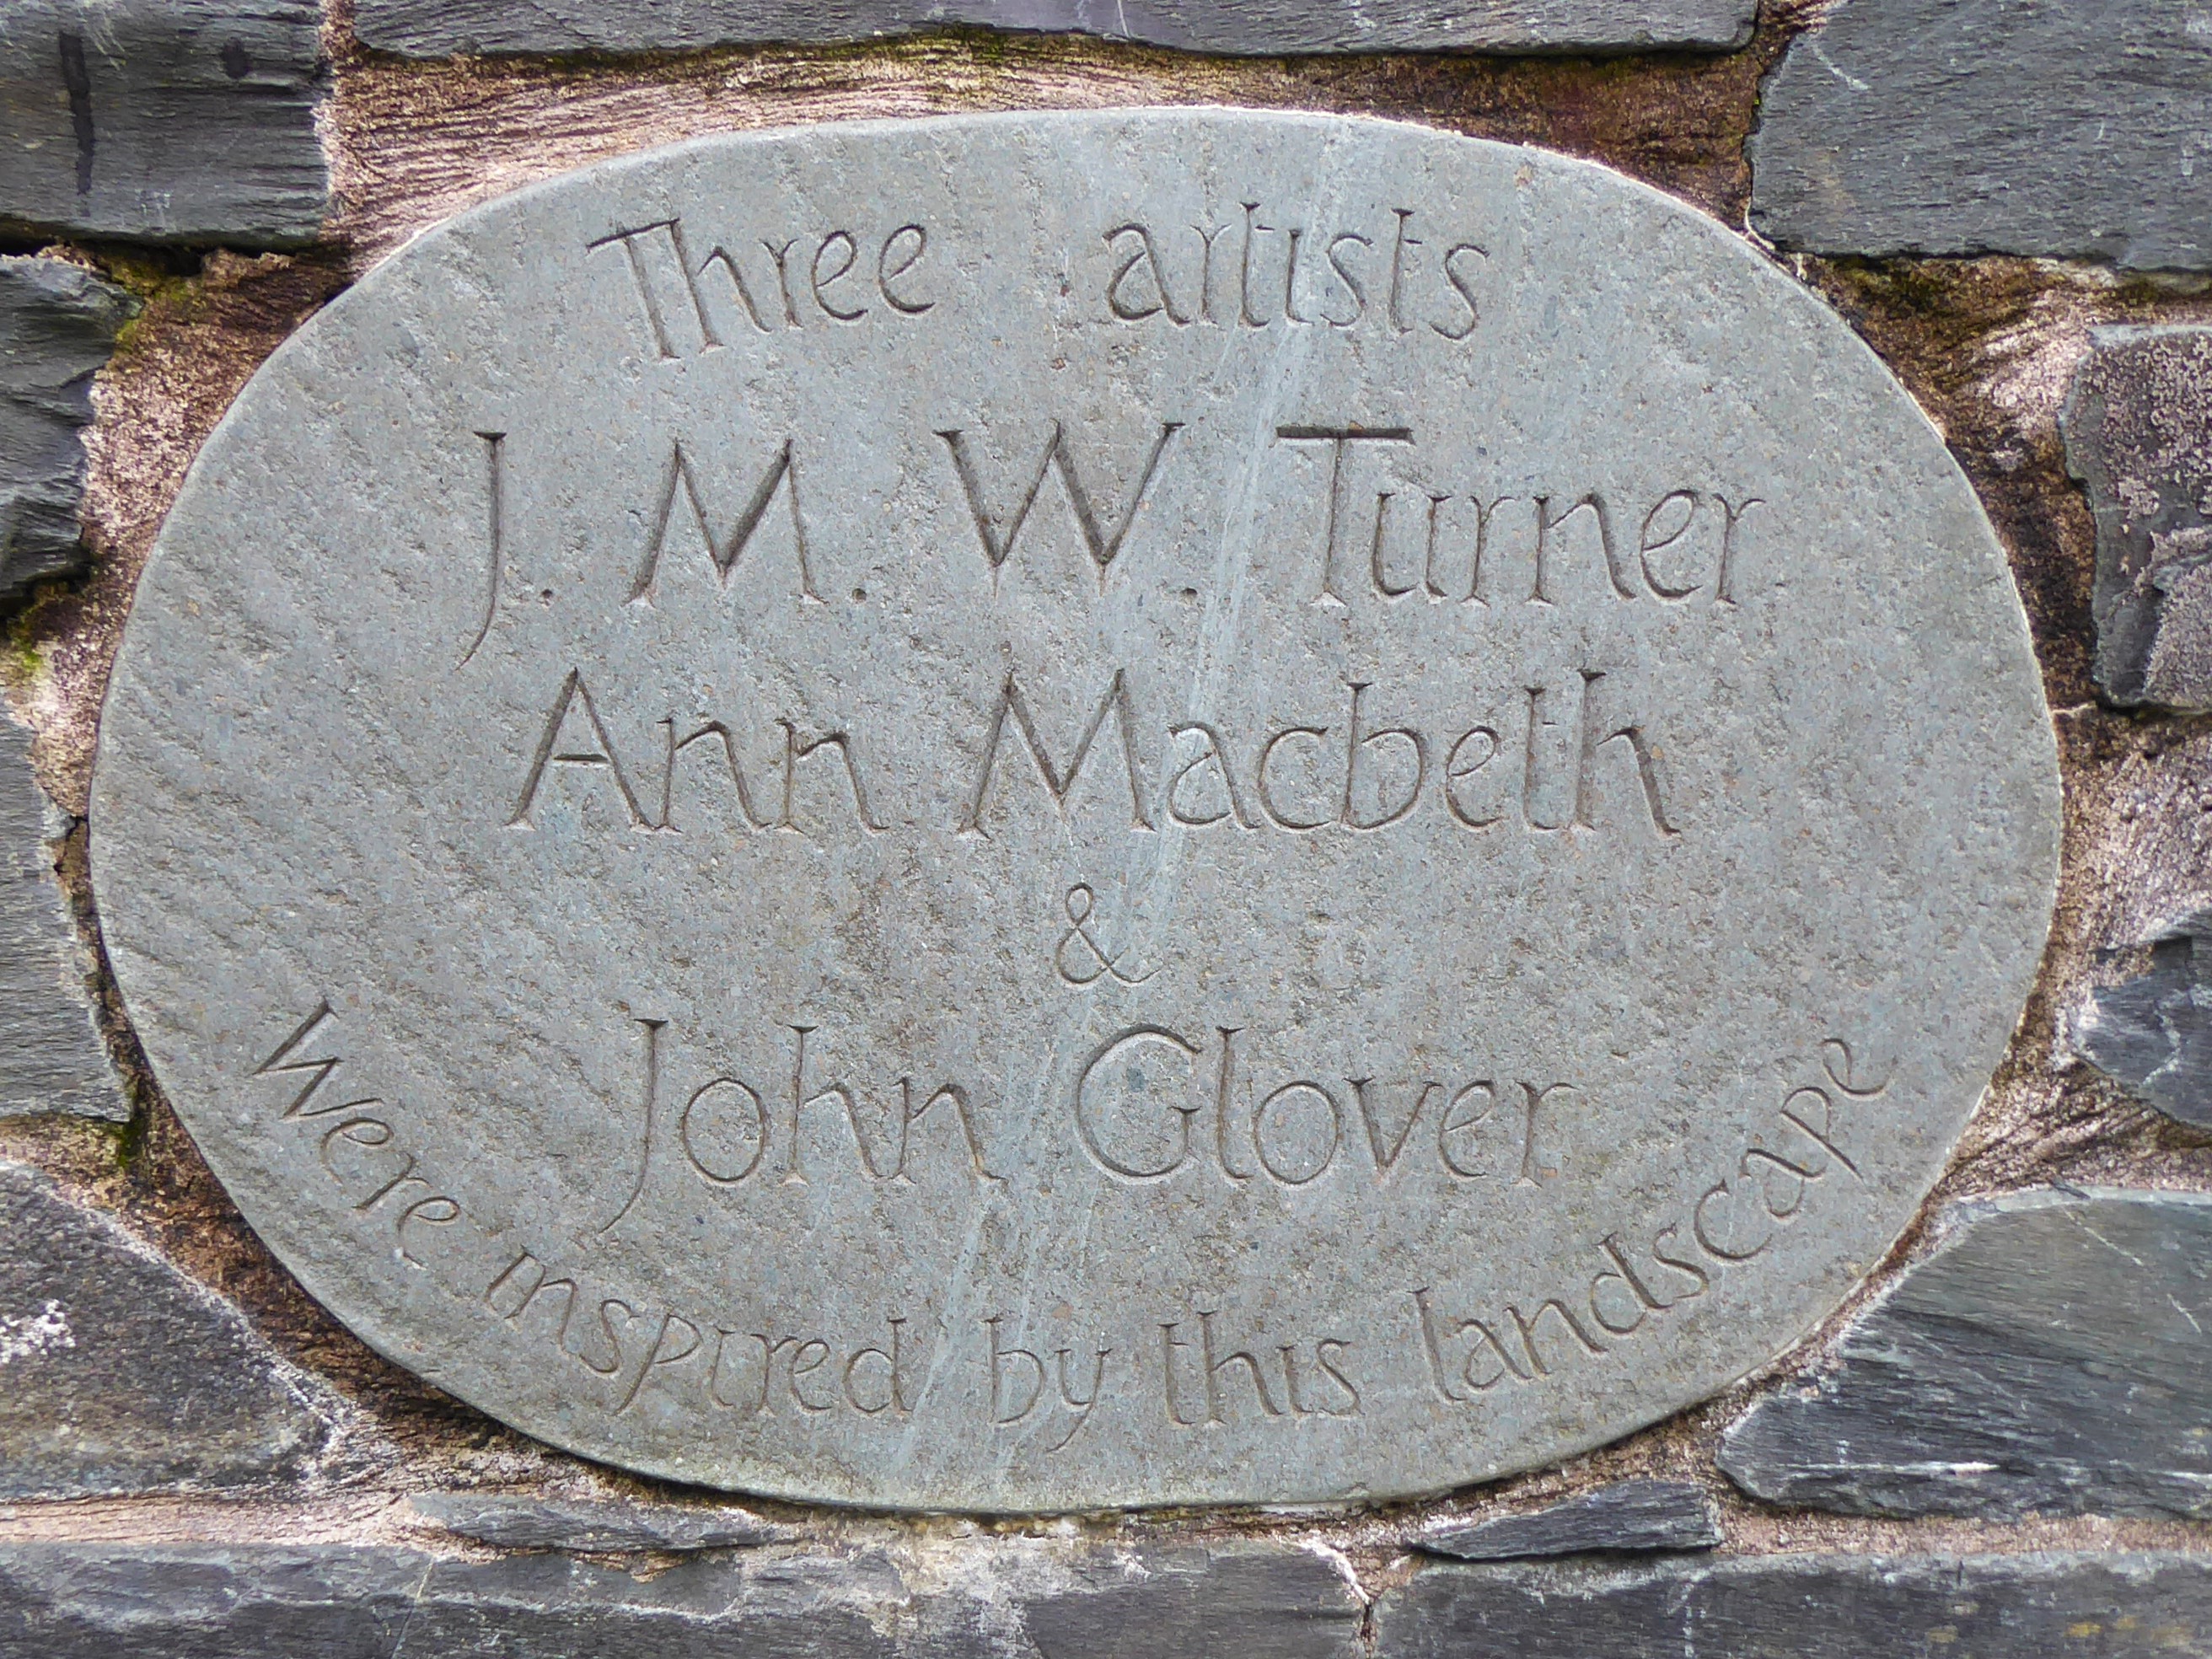 Three artists
J. M. W. Turner
Ann Macbeth
&
John Glover
Were inspired by this landscape